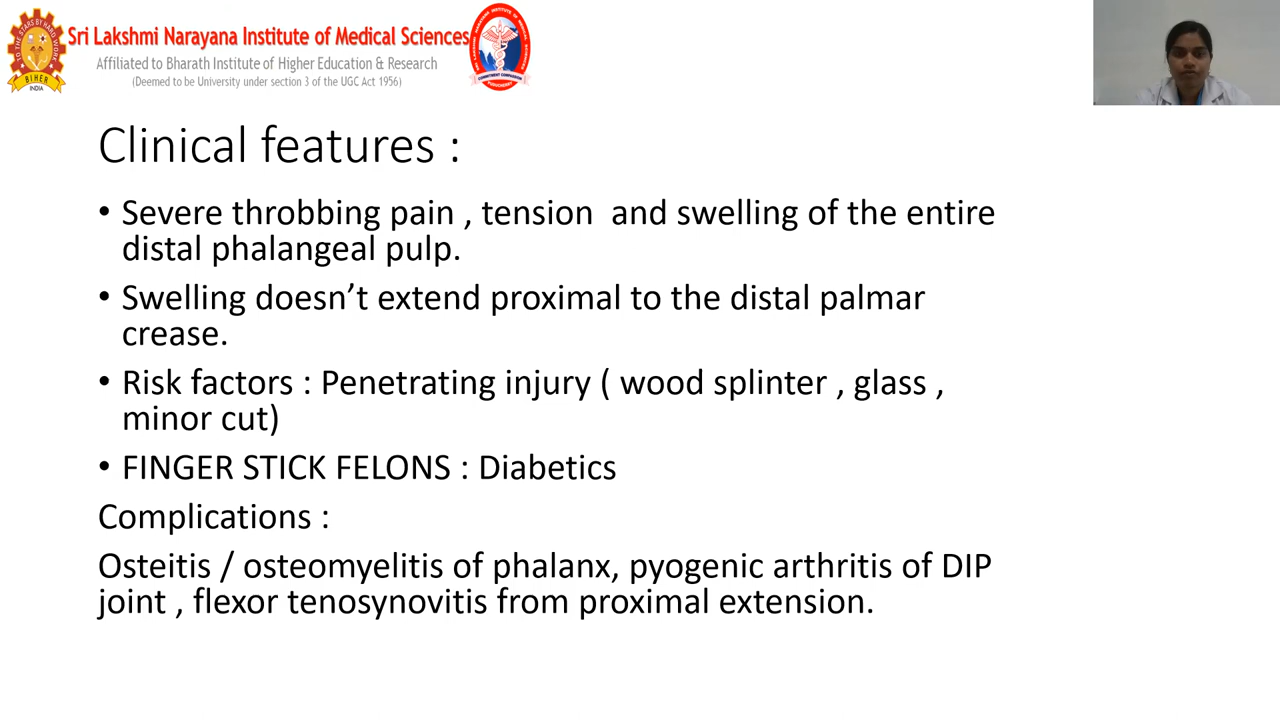 Sri Lakshmi Narayana Institute of Medical Sciences
Affiliated to Bharath Institute of Higher Education & Research
(Deemed to be University under section 3 of the UGC Act 1956)
BIHER
INDIA
Clinical features :
• Severe throbbing pain , tension and swelling of the entire
distal phalangeal pulp.
• Swelling doesn’t extend proximal to the distal palmar
crease.
• Risk factors : Penetrating injury ( wood splinter , glass ,
minor cut)
• FINGER STICK FELONS : Diabetics
Complications :
Osteitis / osteomyelitis of phalanx, pyogenic arthritis of DIP
joint , flexor tenosynovitis from proximal extension.